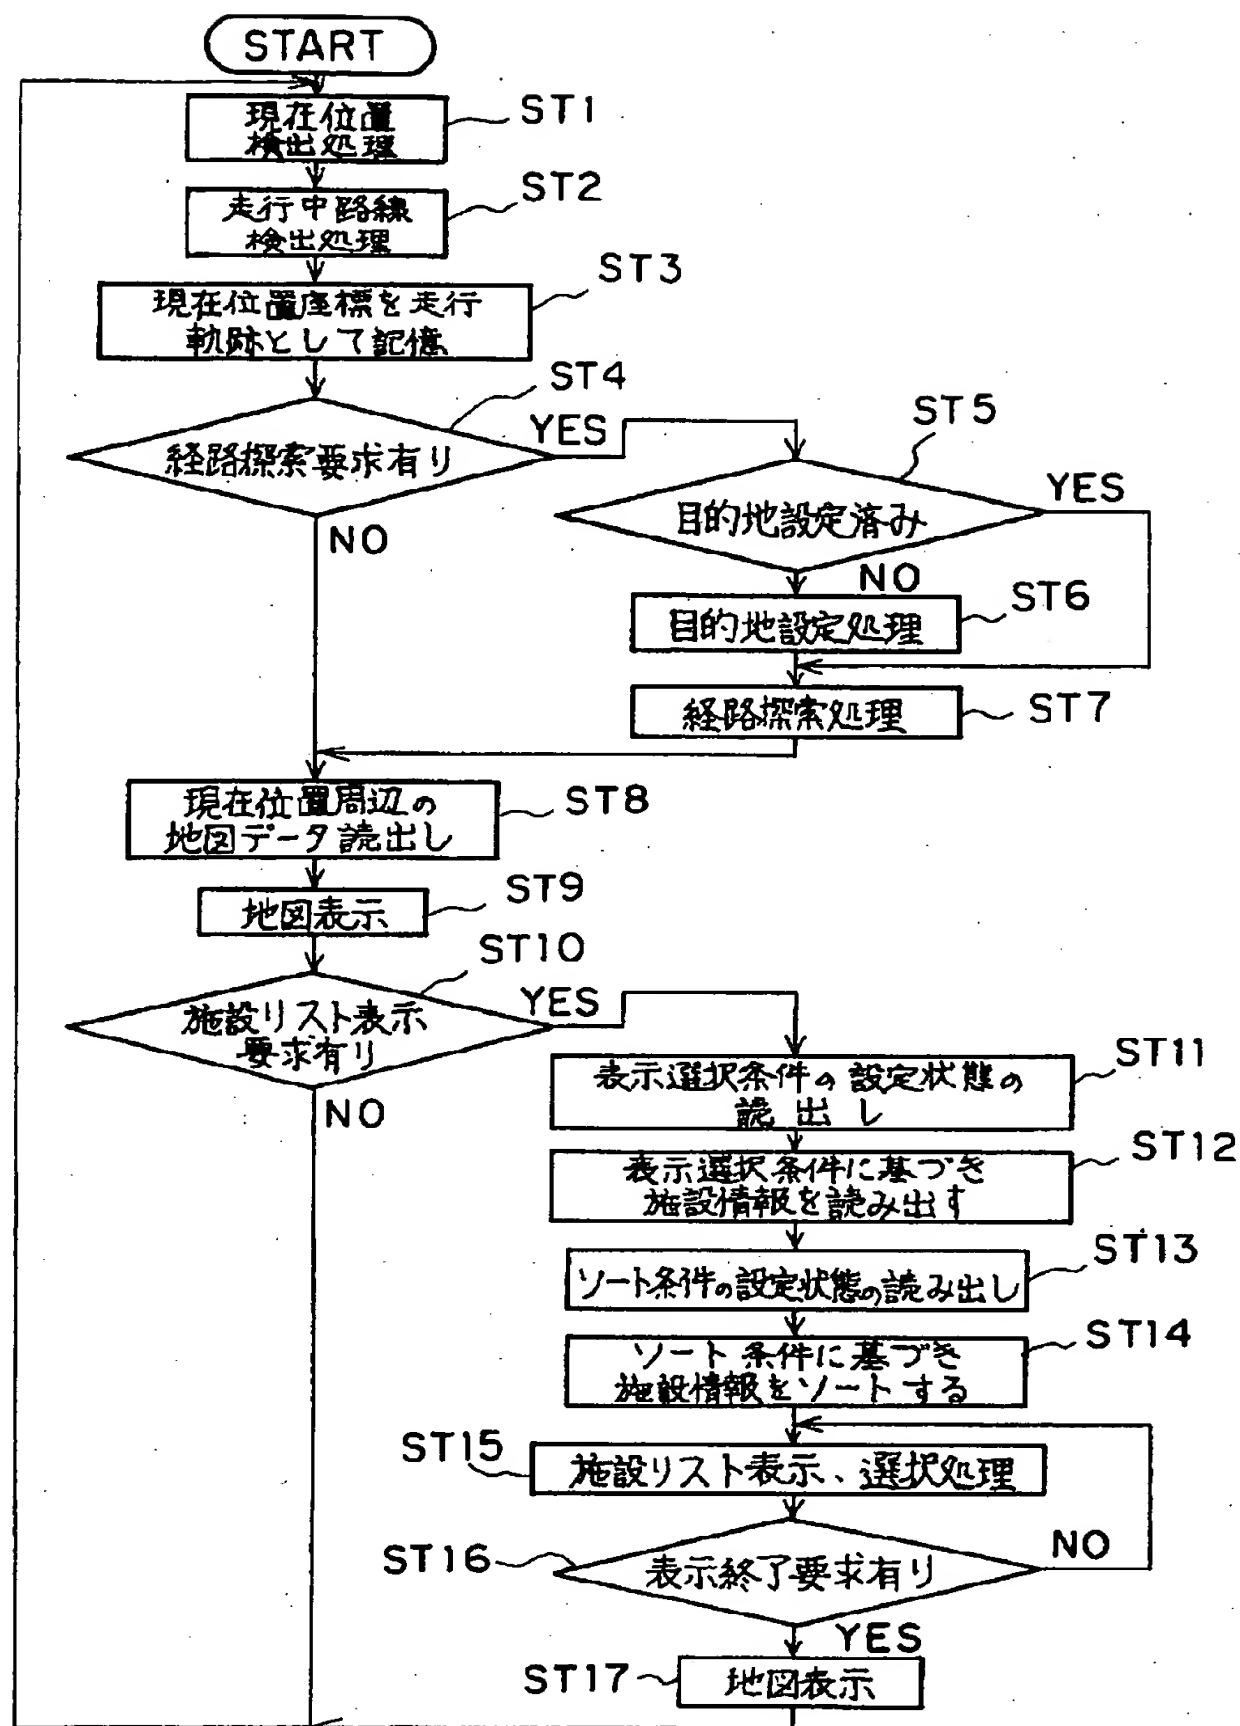 START
現在位置
検出処理
ST1
走行中路線
検出処理
ST2
現在位置座標を走行
軌跡として記憶
ST3
経路探索要求有り
ST4
YES
NO
目的地設定済み
ST5
YES
NO
目的地設定処理
ST6
経路探索処理
ST7
現在位置周辺の
地図データ読出し
ST8
地図表示
ST9
施設リスト表示
要求有り
ST10
YES
NO
表示選択条件の設定状態の
読出し
ST11
表示選択条件に基づき
施設情報を読み出す
ST12
ソート条件の設定状態の読み出し
ST13
ソート条件に基づき
施設情報をソートする
ST14
施設リスト表示、選択処理
ST15
表示終了要求有り
ST16
NO
YES
地図表示
ST17